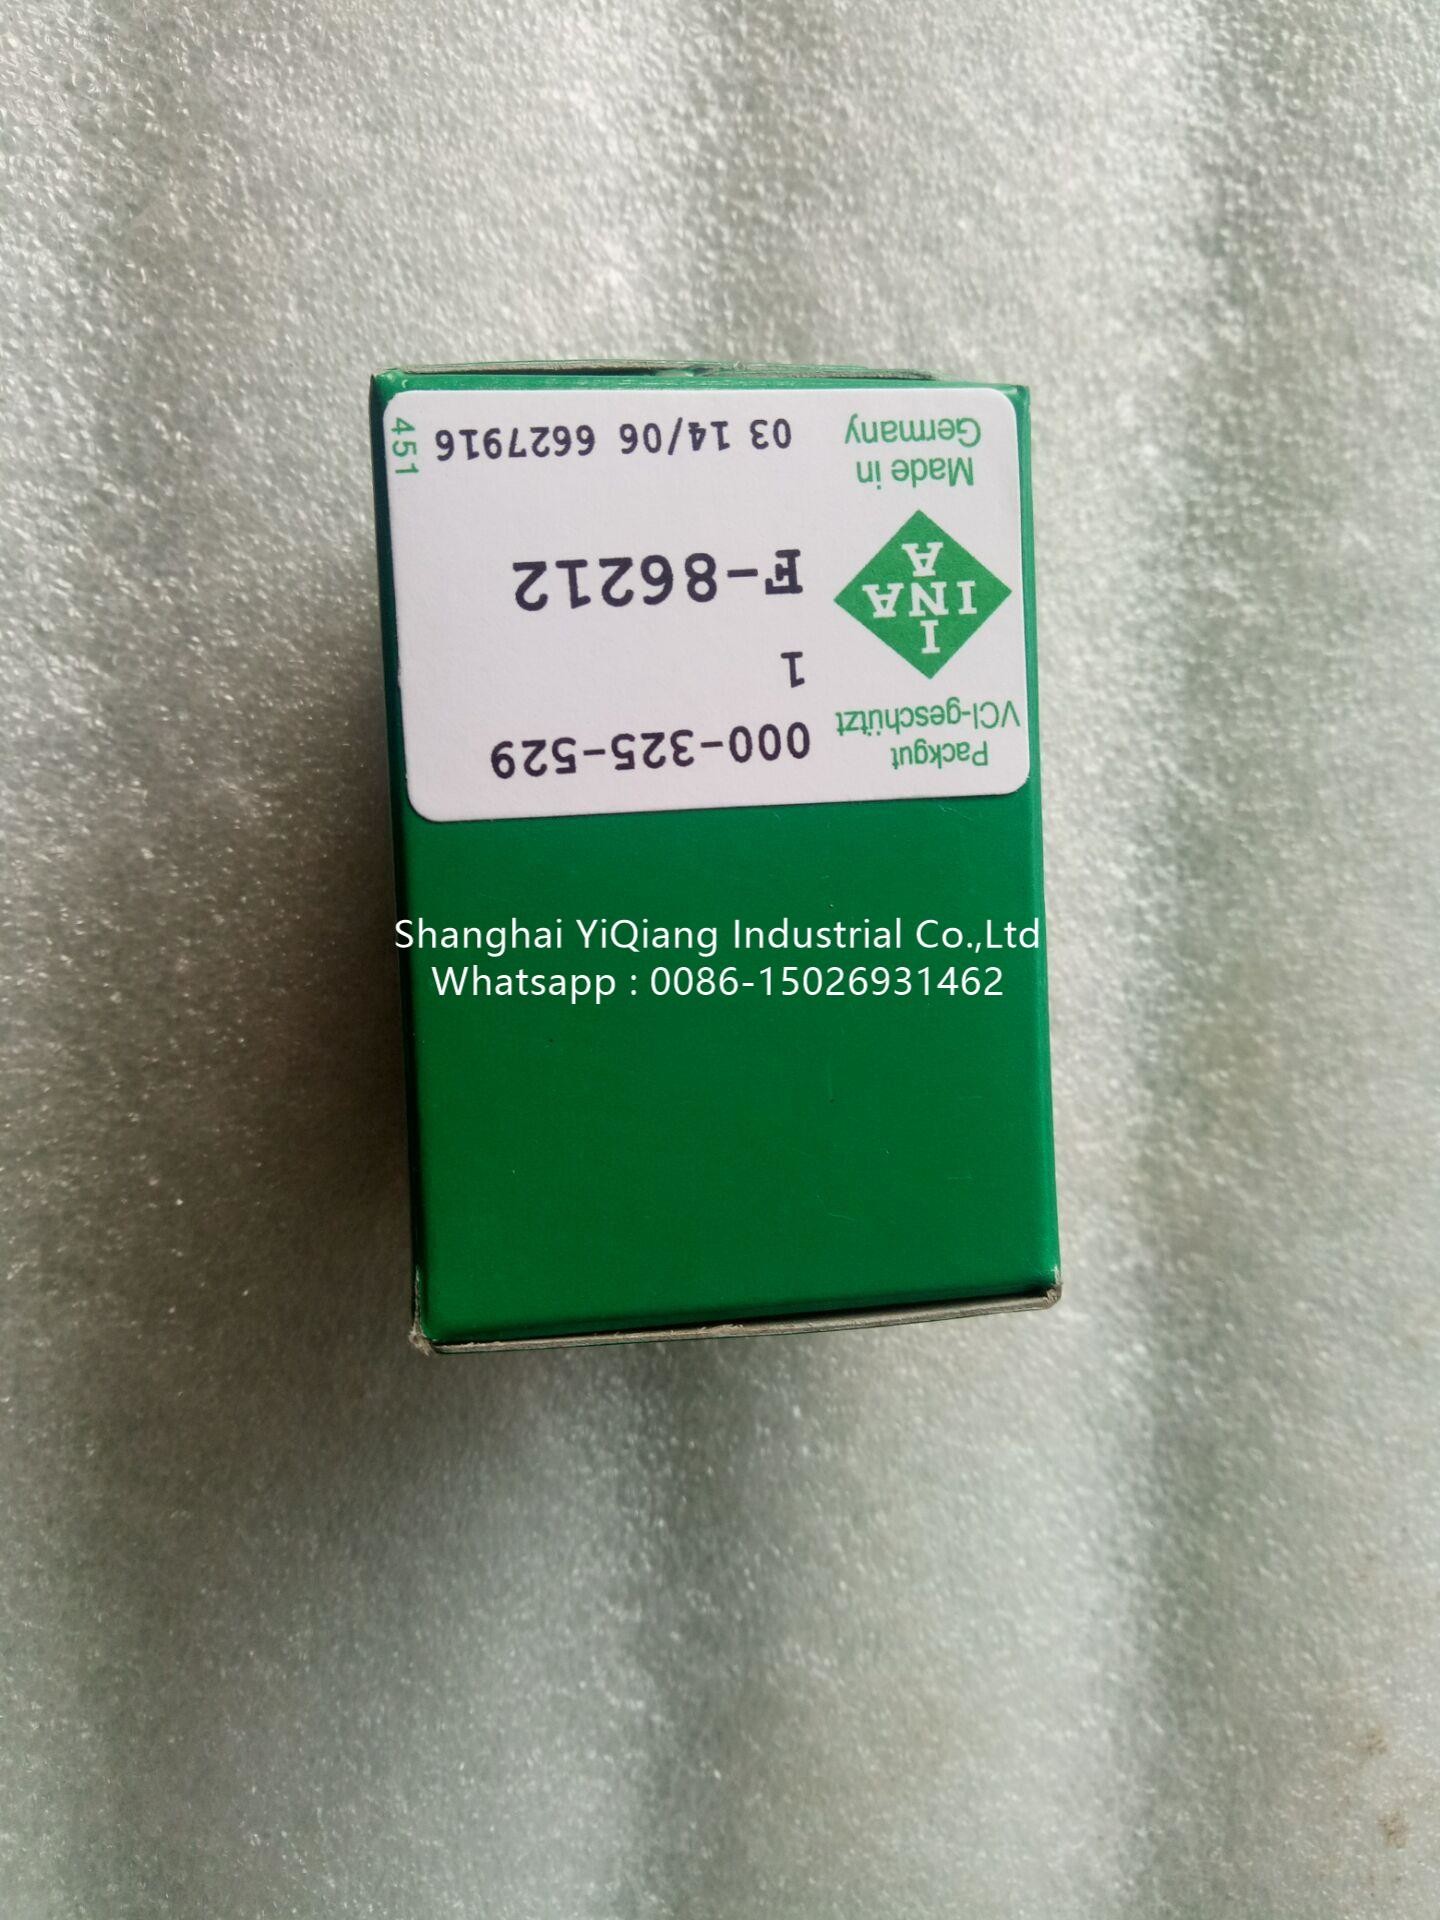 Packgut
VCI-geschützt
000-325-529
1
I
INA
A
F-86212
Made in
Germany
03 14/06 6627916
451
Shanghai YiQiang Industrial Co.,Ltd
Whatsapp : 0086-15026931462